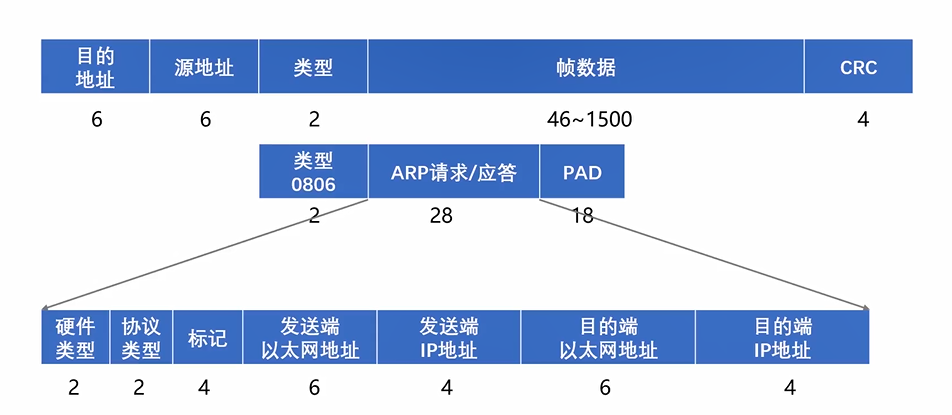 目的
地址
源地址
类型
帧数据
CRC
6
6
2
46~1500
4
类型
0806
ARP请求/应答
PAD
2
28
18
硬件
类型
协议
类型
标记
发送端
以太网地址
发送端
IP地址
目的端
以太网地址
目的端
IP地址
2
2
4
6
4
6
4